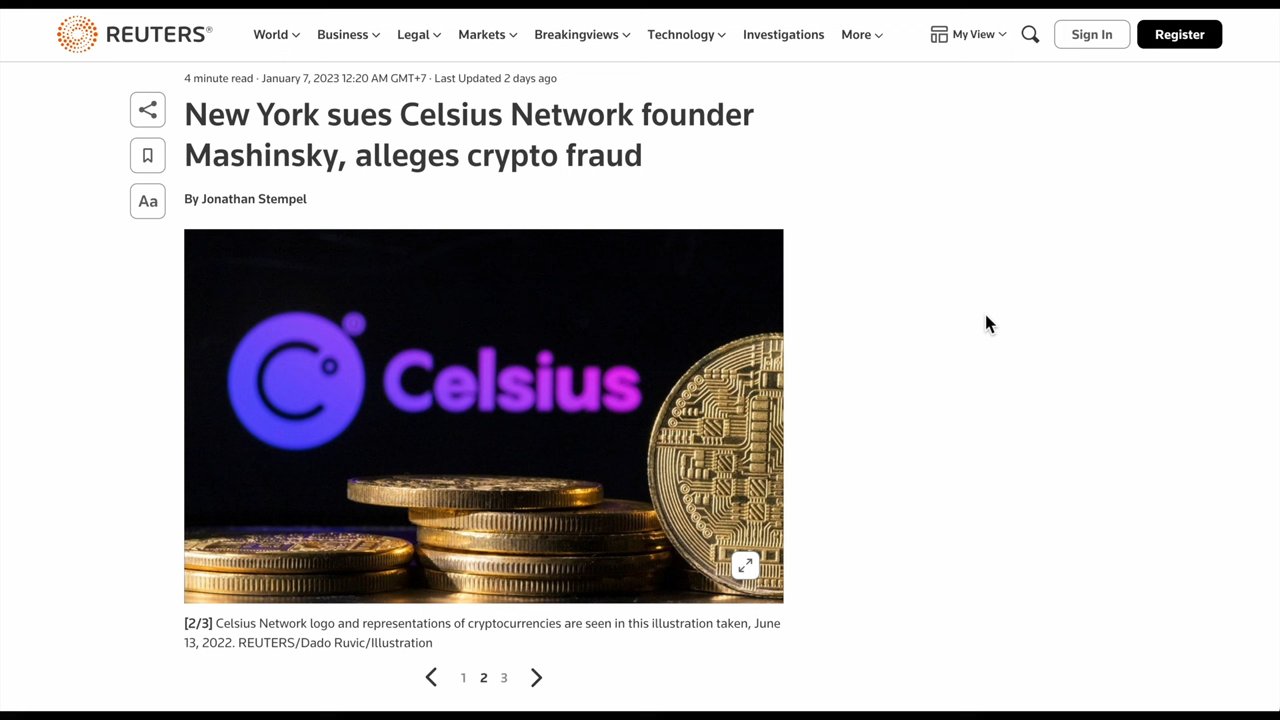 REUTERS®
World Business Legal Markets Breakingviews Technology Investigations More My View Sign In Register
4 minute read · January 7, 2023 12:20 AM GMT+7 · Last Updated 2 days ago
New York sues Celsius Network founder
Mashinsky, alleges crypto fraud
Aa
By Jonathan Stempel
Celsius
[2/3] Celsius Network logo and representations of cryptocurrencies are seen in this illustration taken, June
13, 2022. REUTERS/Dado Ruvic/Illustration
1 2 3